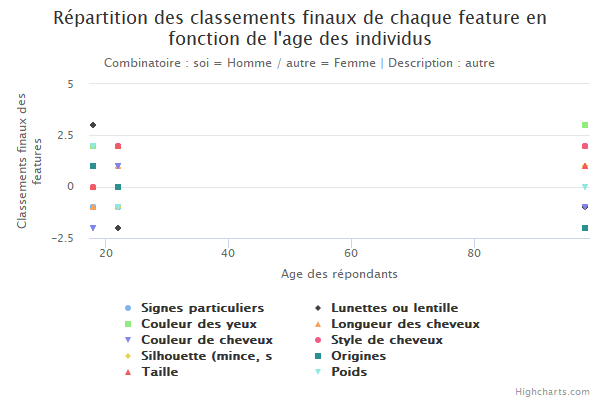 Répartition des classements finaux de chaque feature en
fonction de l'age des individus
Combinatoire : soi = Homme / autre = Femme | Description : autre
Classements finaux des
features
5
2.5
0
−2.5
20
40
60
80
Age des répondants
Signes particuliers
Lunettes ou lentille
Couleur des yeux
Longueur des cheveux
Couleur de cheveux
Style de cheveux
Silhouette (mince, s
Origines
Taille
Poids
Highcharts.com